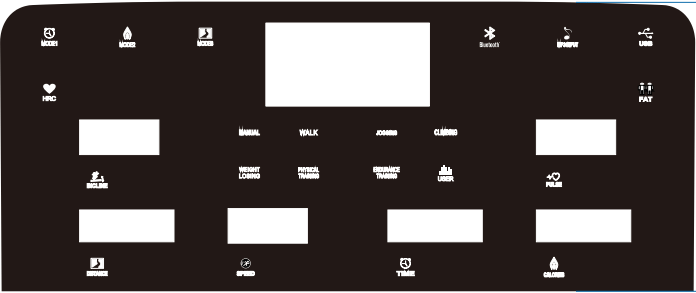 MODE1
MODE2
MODE3
Bluetooth
MP3INPUT
USB
HRC
FAT
MANUAL
WALK
JOGGING
CLIMBING
WEIGHT
LOSING
PHYSICAL
TRAINING
ENDURANCE
TRAINING
USER
INCLINE
PULSE
DISTANCE
SPEED
TIME
CALORIES